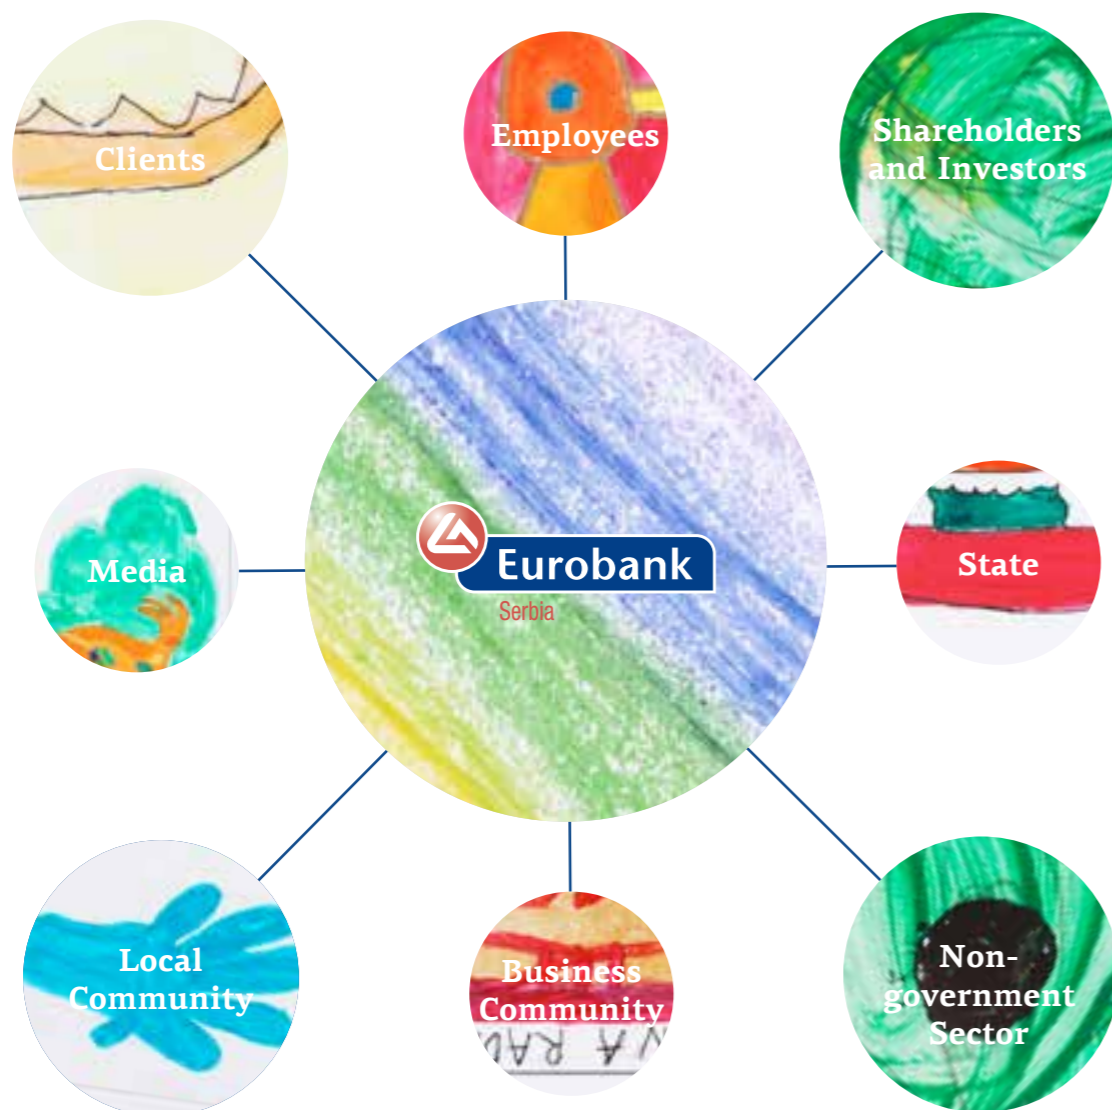 Clients
Employees
Shareholders
and Investors
Media
Eurobank
Serbia
State
Local
Community
Business
Community
Non-
government
Sector